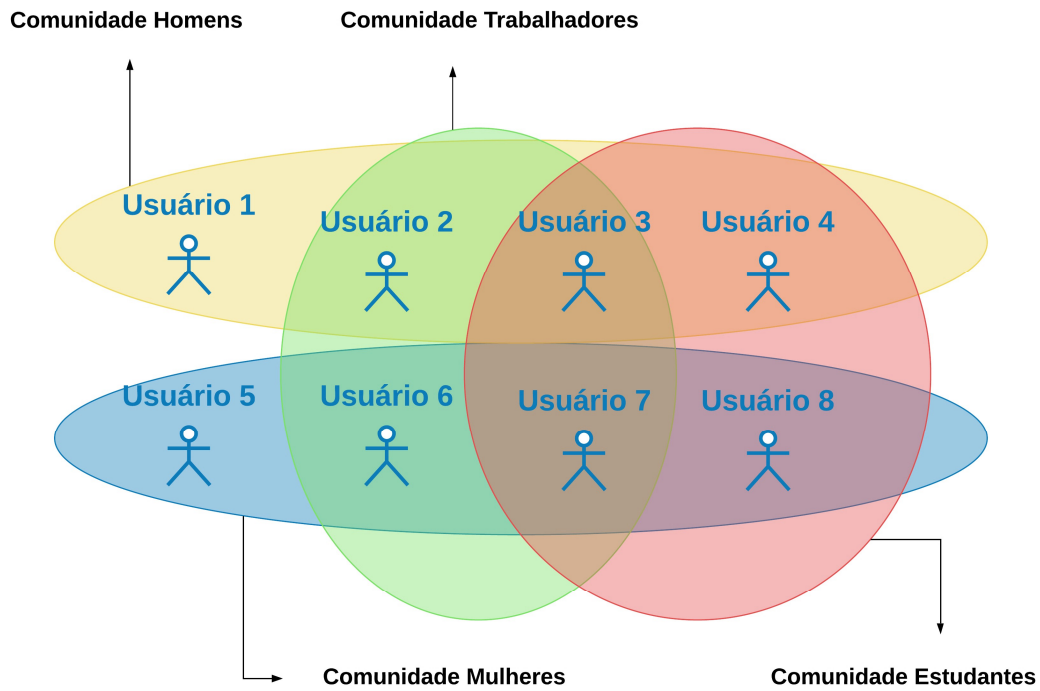 Comunidade Homens
Comunidade Trabalhadores
Usuário 1
Usuário 2
Usuário 3
Usuário 4
Usuário 5
Usuário 6
Usuário 7
Usuário 8
Comunidade Mulheres
Comunidade Estudantes